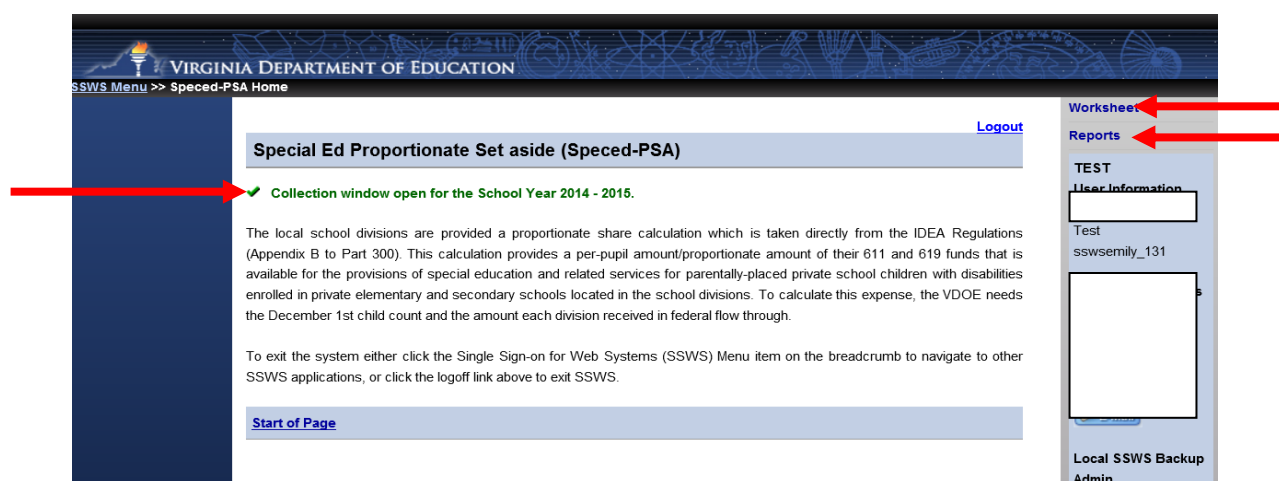 VIRGINIA DEPARTMENT OF EDUCATION
SSWS Menu >> Speced-PSA Home
Logout
Special Ed Proportionate Set aside (Speced-PSA)
Collection window open for the School Year 2014 - 2015.
The local school divisions are provided a proportionate share calculation which is taken directly from the IDEA Regulations
(Appendix B to Part 300). This calculation provides a per-pupil amount/proportionate amount of their 611 and 619 funds that is
available for the provisions of special education and related services for parentally-placed private school children with disabilities
enrolled in private elementary and secondary schools located in the school divisions. To calculate this expense, the VDOE needs
the December 1st child count and the amount each division received in federal flow through.
To exit the system either click the Single Sign-on for Web Systems (SSWS) Menu item on the breadcrumb to navigate to other
SSWS applications, or click the logoff link above to exit SSWS.
Start of Page
Worksheet
Reports
TEST
User Information
Test
sswsemily_131
s
Local SSWS Backup
Admin